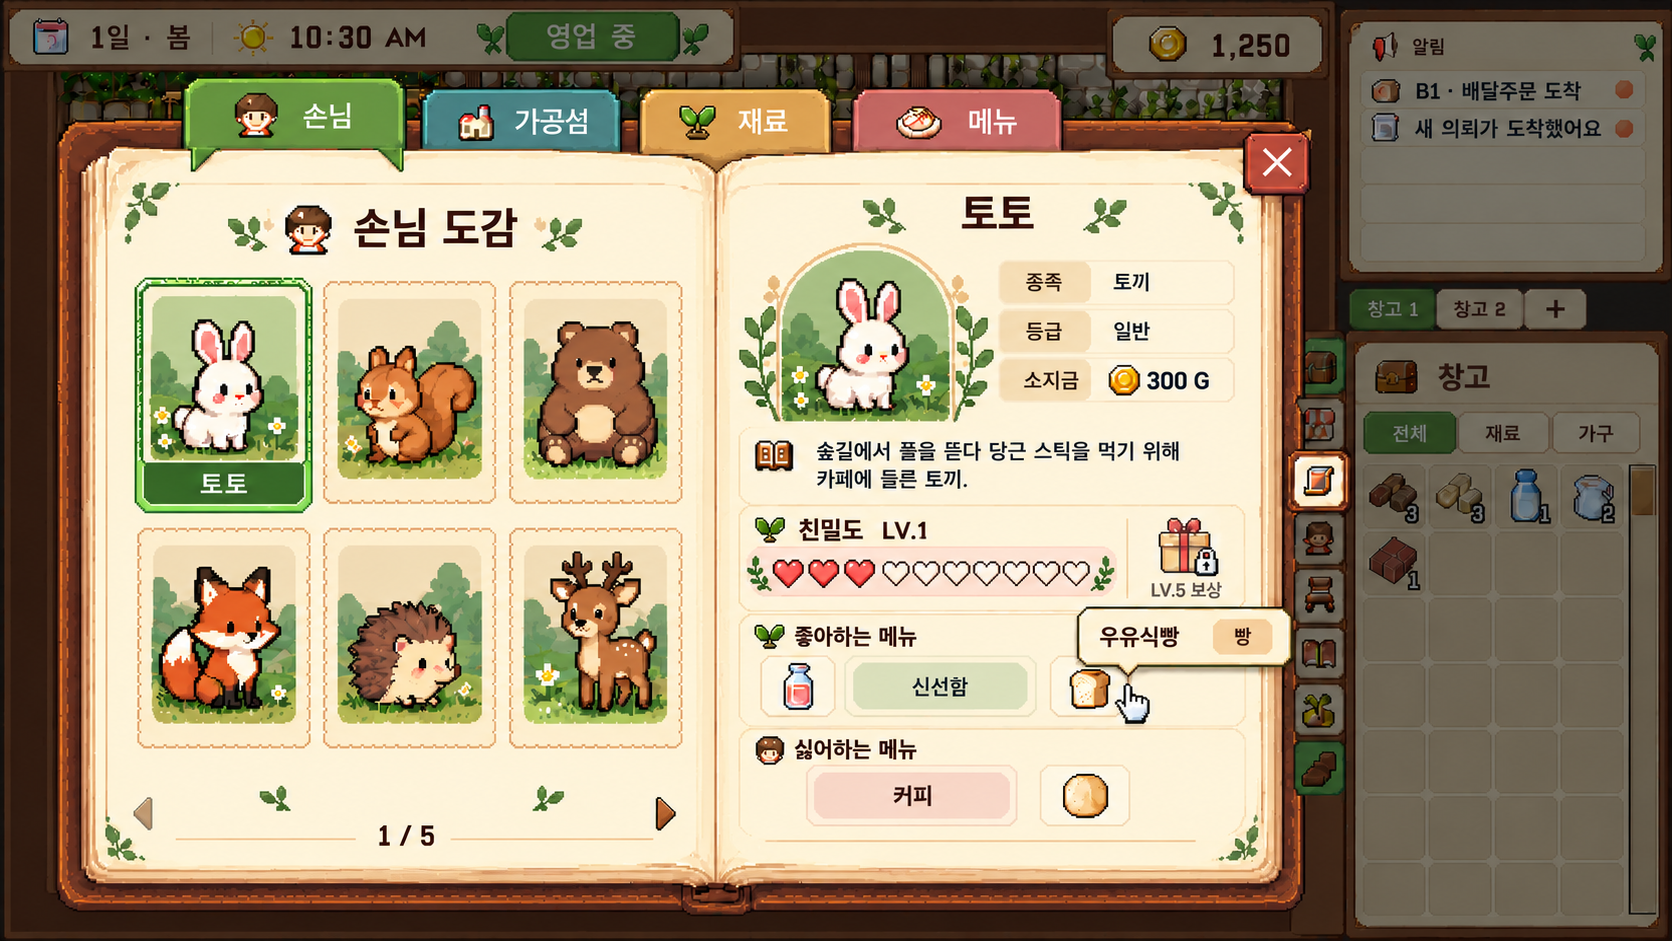 1일 · 봄
10:30 AM
영업 중
1,250
알림
B1 · 배달주문 도착
새 의뢰가 도착했어요
손님
가공섬
재료
메뉴
손님 도감
토토
1 / 5
토토
종족 토끼
등급 일반
소지금 300 G
숲길에서 풀을 뜯다 당근 스틱을 먹기 위해
카페에 들른 토끼.
친밀도 LV.1
LV.5 보상
좋아하는 메뉴
우유식빵 빵
신선함
싫어하는 메뉴
커피
창고 1
창고 2
+
창고
전체
재료
가구
3
3
1
2
1